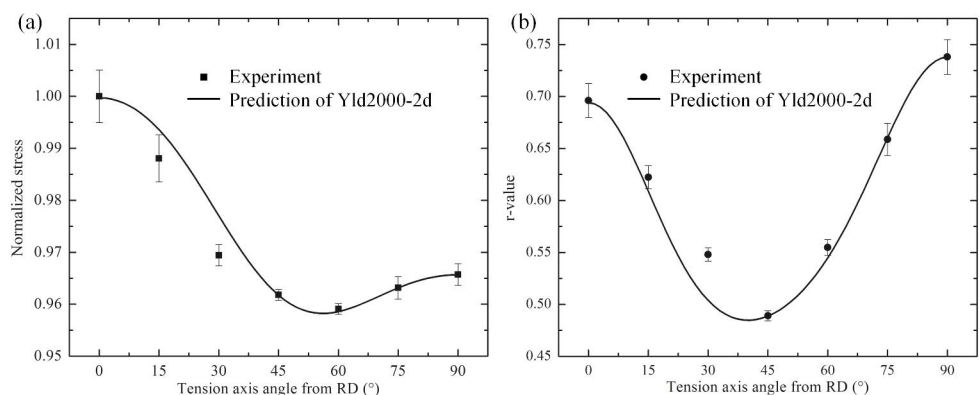 (a)
1.01
1.00
0.99
0.98
0.97
0.96
0.95
Normalized stress
Experiment
Prediction of Yld2000-2d
0 15 30 45 60 75 90
Tension axis angle from RD (°)
(b)
0.75
0.70
0.65
0.60
0.55
0.50
0.45
r-value
Experiment
Prediction of Yld2000-2d
0 15 30 45 60 75 90
Tension axis angle from RD (°)